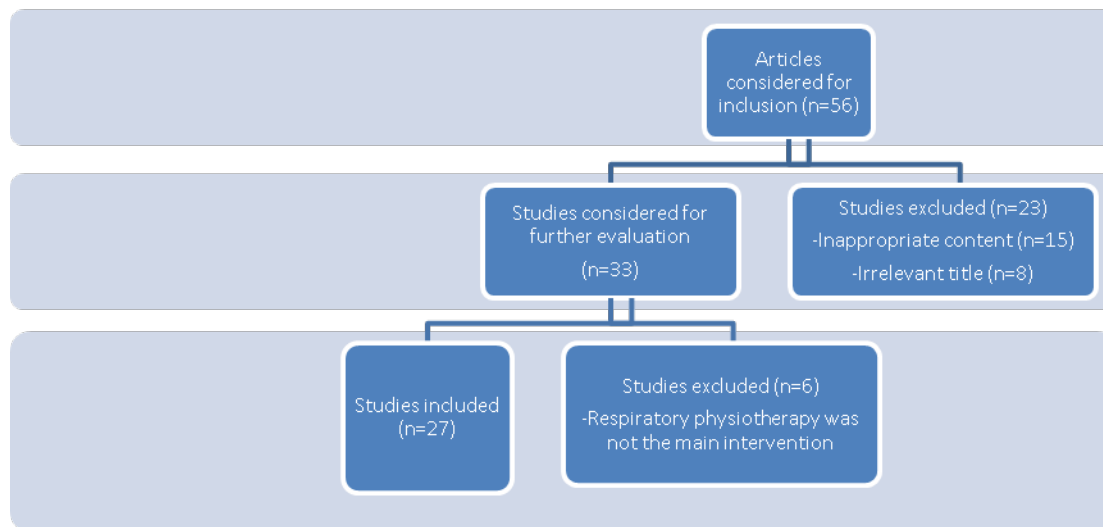 Articles
considered for
inclusion (n=56)
Studies considered for
further evaluation
(n=33)
Studies excluded (n=23)
-Inappropriate content (n=15)
-Irrelevant title (n=8)
Studies included
(n=27)
Studies excluded (n=6)
-Respiratory physiotherapy was
not the main intervention